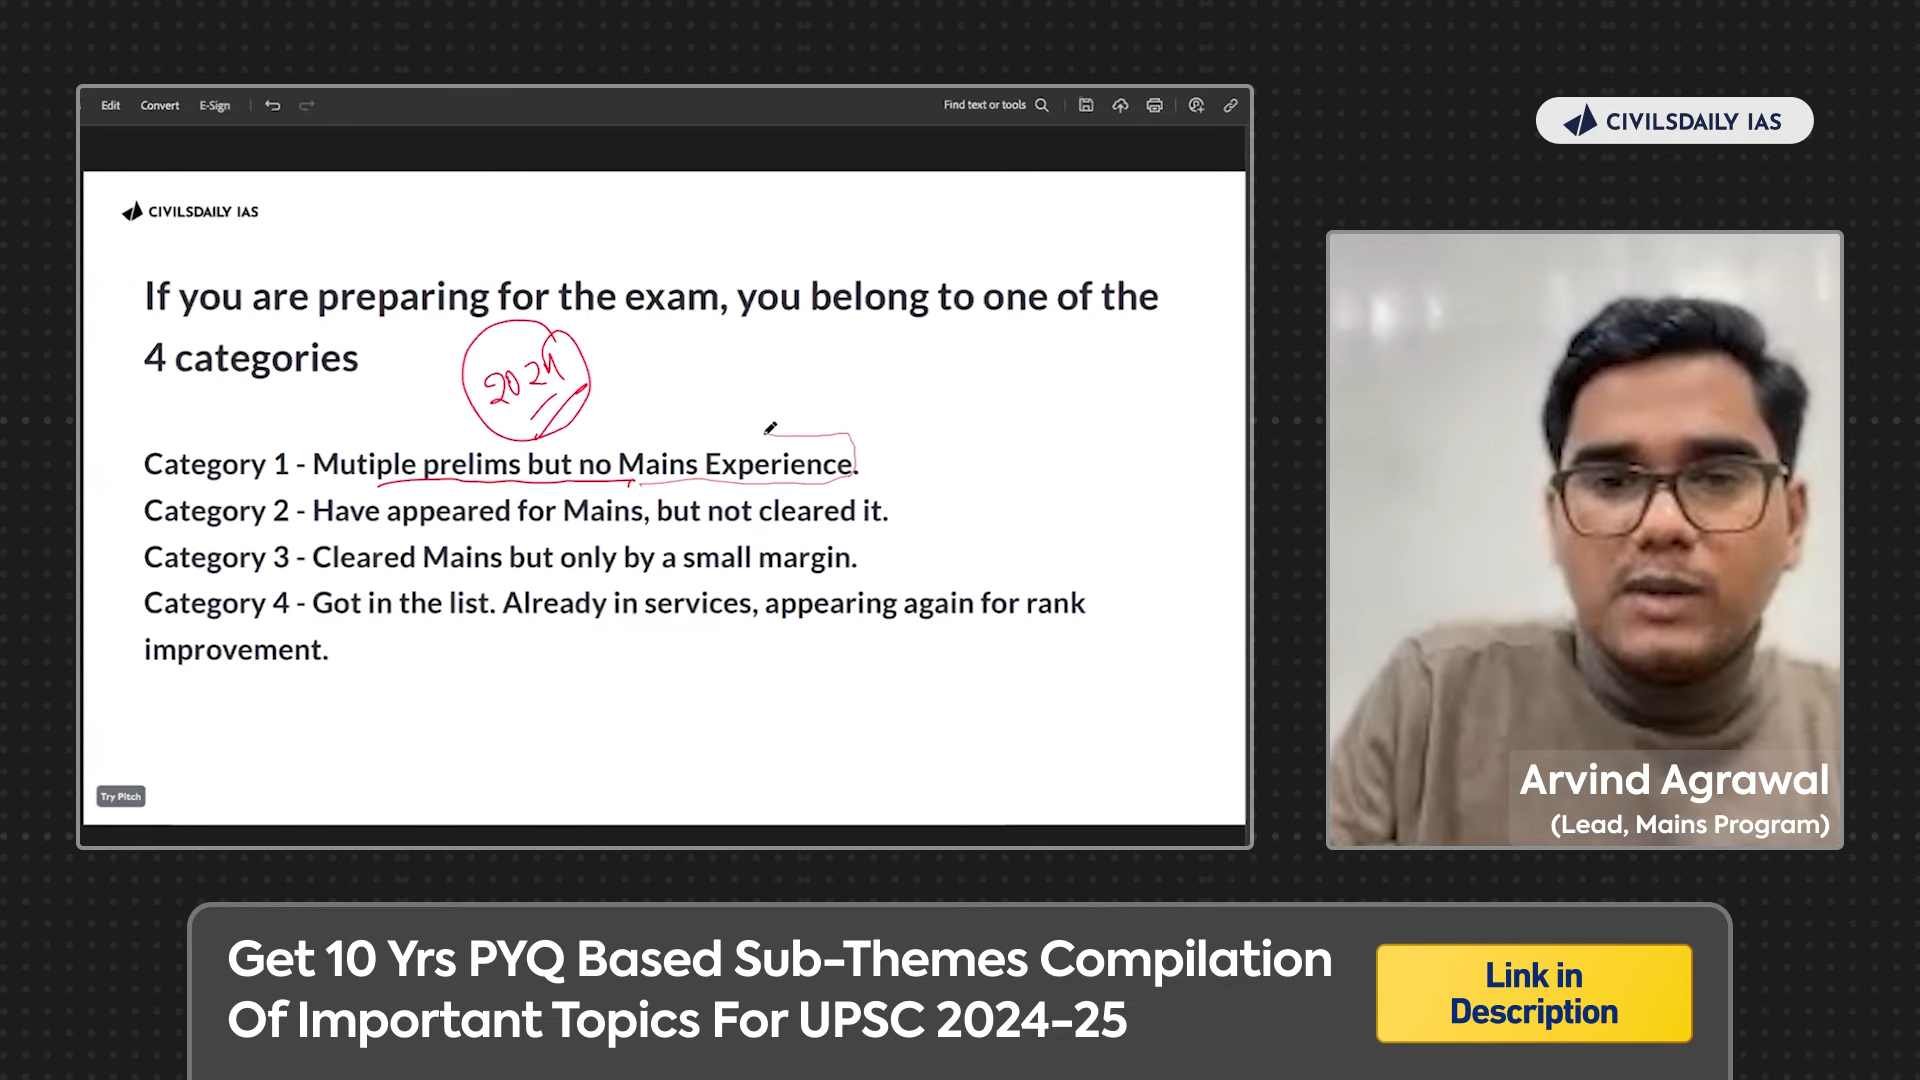 Edit Convert E-Sign Find text or tools
CIVILSDAILY IAS
CIVILSDAILY IAS
If you are preparing for the exam, you belong to one of the
4 categories
2024
Category 1 - Mutiple prelims but no Mains Experience.
Category 2 - Have appeared for Mains, but not cleared it.
Category 3 - Cleared Mains but only by a small margin.
Category 4 - Got in the list. Already in services, appearing again for rank
improvement.
Try Pitch
Arvind Agrawal
(Lead, Mains Program)
Get 10 Yrs PYQ Based Sub-Themes Compilation
Of Important Topics For UPSC 2024-25
Link in
Description